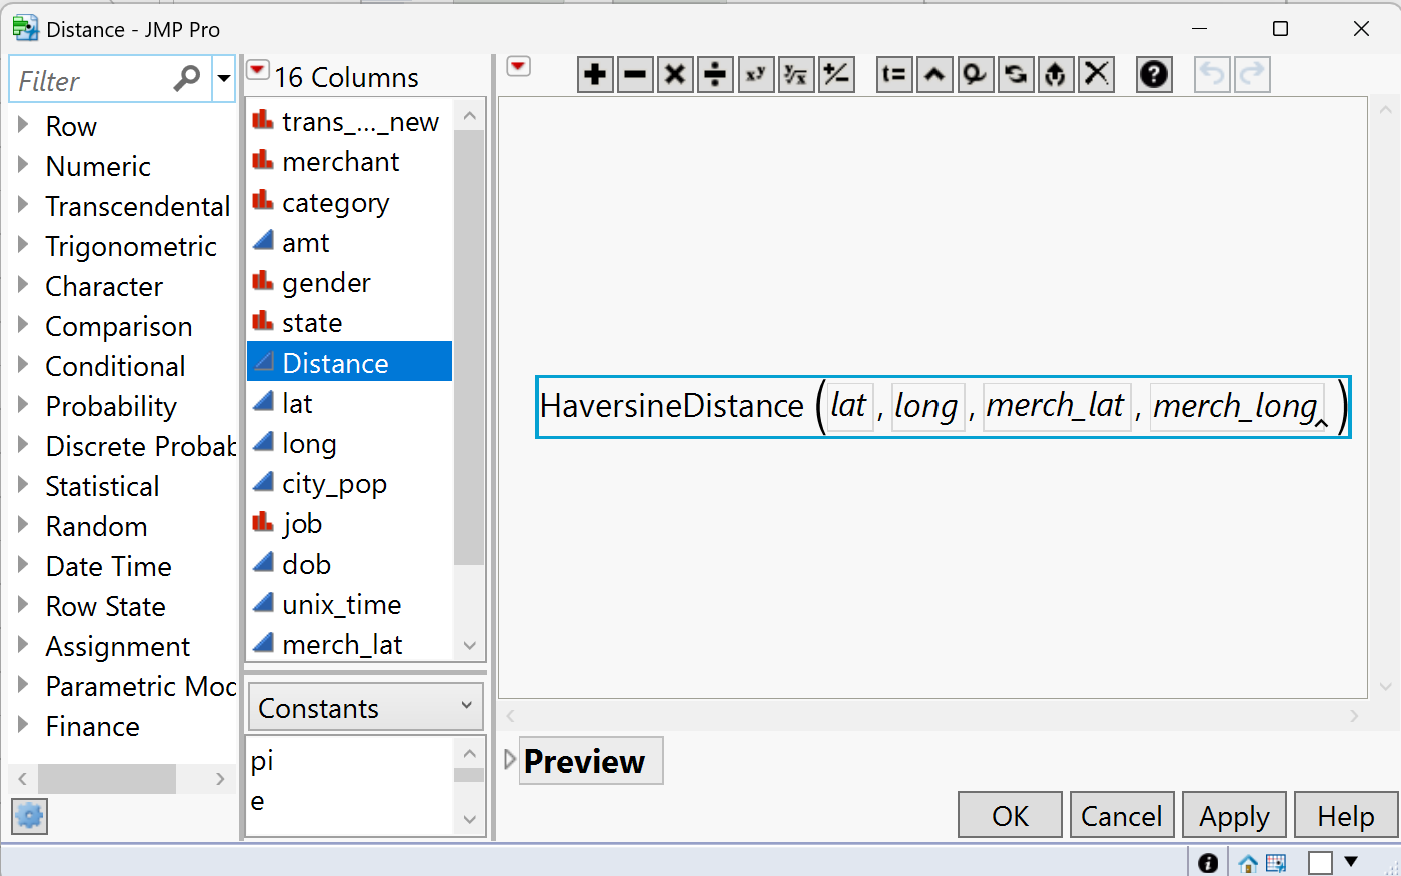 Distance - JMP Pro
Filter
Row
Numeric
Transcendental
Trigonometric
Character
Comparison
Conditional
Probability
Discrete Probab
Statistical
Random
Date Time
Row State
Assignment
Parametric Moc
Finance
16 Columns
trans_..._new
merchant
category
amt
gender
state
Distance
lat
long
city_pop
job
dob
unix_time
merch_lat
Constants
pi
e
t=
HaversineDistance (lat, long, merch_lat, merch_long)
Preview
OK Cancel Apply Help